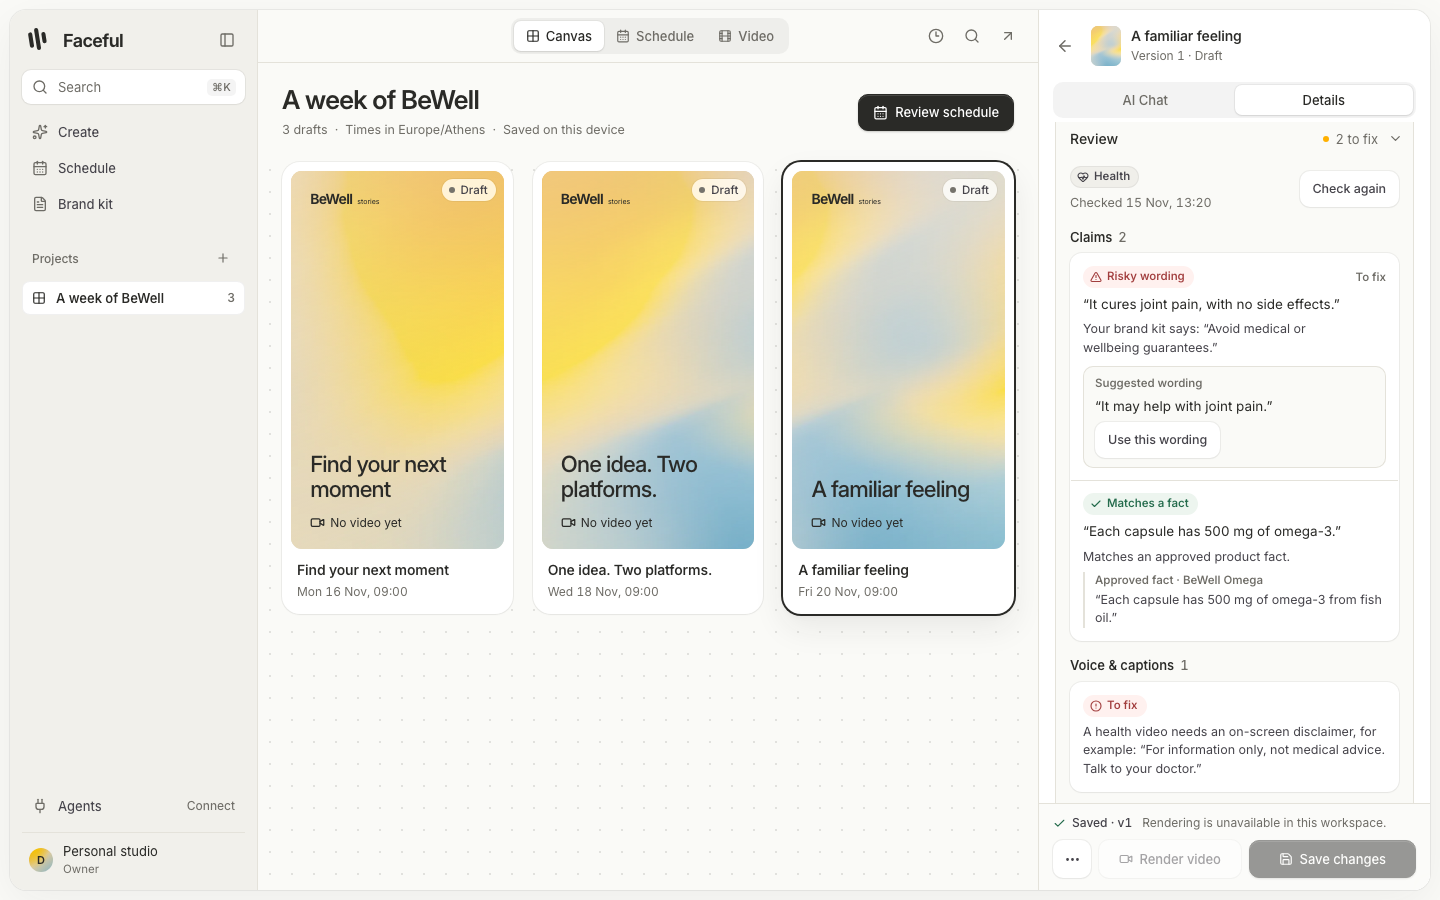 Faceful
Search ⌘K
Create
Schedule
Brand kit
Projects
A week of BeWell 3
Agents Connect
D
Personal studio
Owner
Canvas Schedule Video
A week of BeWell
3 drafts · Times in Europe/Athens · Saved on this device
Review schedule
BeWell stories
Draft
Find your next
moment
No video yet
Find your next moment
Mon 16 Nov, 09:00
BeWell stories
Draft
One idea. Two
platforms.
No video yet
One idea. Two platforms.
Wed 18 Nov, 09:00
BeWell stories
Draft
A familiar feeling
No video yet
A familiar feeling
Fri 20 Nov, 09:00
A familiar feeling
Version 1 · Draft
AI Chat Details
Review 2 to fix
Health
Checked 15 Nov, 13:20
Check again
Claims 2
Risky wording To fix
“It cures joint pain, with no side effects.”
Your brand kit says: “Avoid medical or
wellbeing guarantees.”
Suggested wording
“It may help with joint pain.”
Use this wording
Matches a fact
“Each capsule has 500 mg of omega-3.”
Matches an approved product fact.
Approved fact · BeWell Omega
“Each capsule has 500 mg of omega-3 from fish
oil.”
Voice & captions 1
To fix
A health video needs an on-screen disclaimer, for
example: “For information only, not medical advice.
Talk to your doctor.”
Saved · v1 Rendering is unavailable in this workspace.
Render video
Save changes